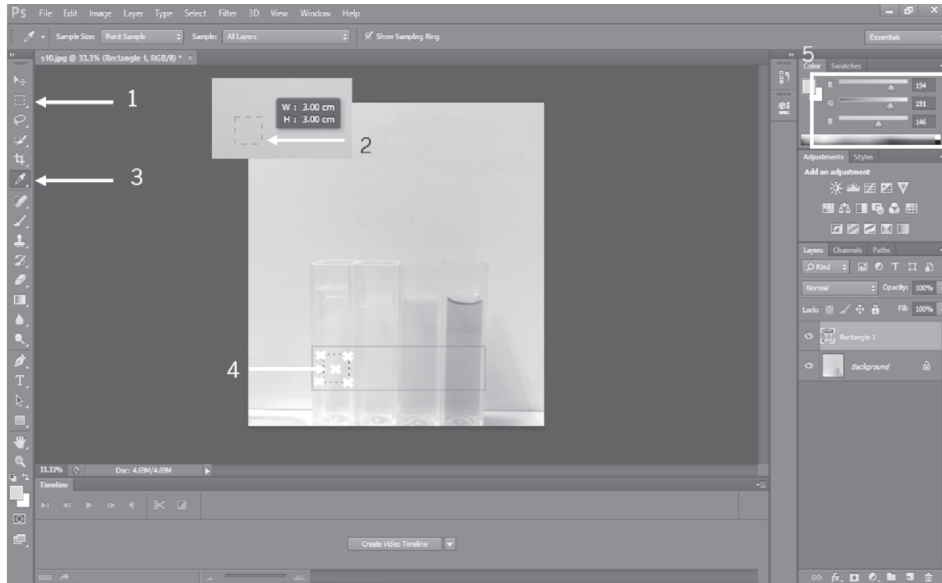 Ps File Edit Image Layer Type Select Filter 3D View Window Help
Sample Size: Point Sample Sample: All Layers Show Sampling Ring Essentials
s10.jpg @ 33.3% (Rectangle 1, RGB/8) * ×
1
2
3
4
5
W : 3.00 cm
H : 3.00 cm
Color Swatches
R 194
G 191
B 146
Adjustments Styles
Add an adjustment
Layers Channels Paths
Kind T
Normal Opacity: 100%
Lock: Fill: 100%
Rectangle 1
Background
33.33% Doc: 4.69M/4.69M
Timeline
Create Video Timeline
fx